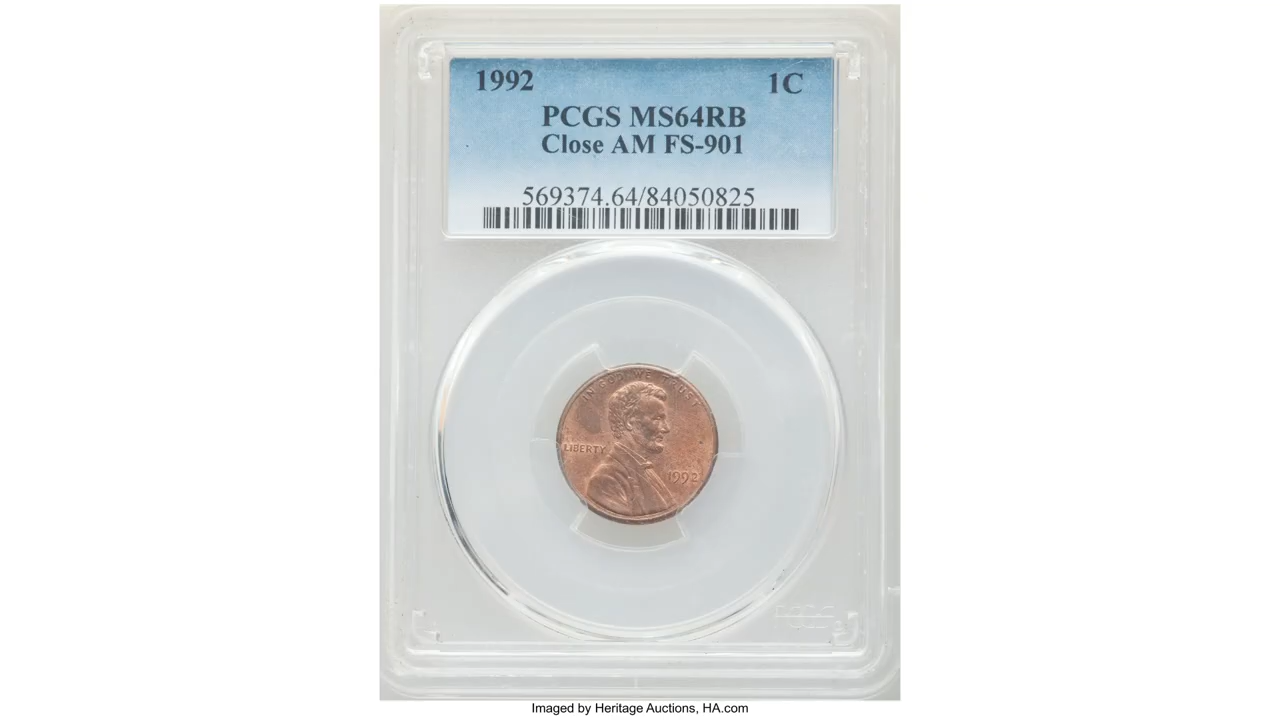 1992 1C
PCGS MS64RB
Close AM FS-901
569374.64/84050825
IN GOD WE TRUST
LIBERTY
1992
Imaged by Heritage Auctions, HA.com